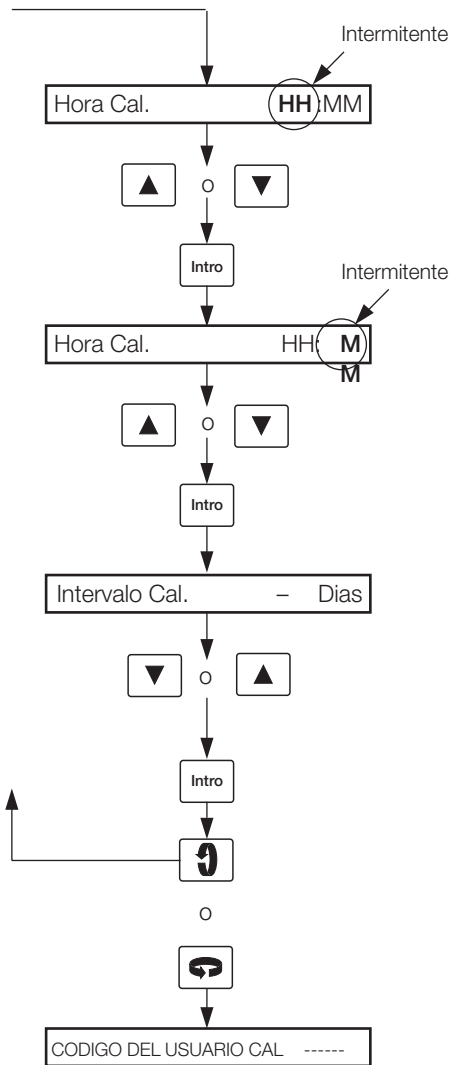 Intermitente
Hora Cal. HH:MM
▲ o ▼
Intro
Intermitente
Hora Cal. HH: M
M
▲ o ▼
Intro
Intervalo Cal. – Dias
▼ o ▲
Intro
o
CODIGO DEL USUARIO CAL ------